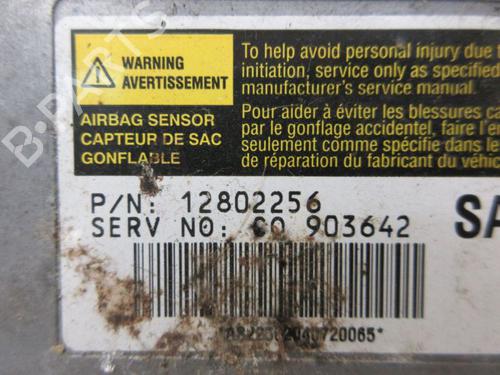 WARNING
AVERTISSEMENT
AIRBAG SENSOR
CAPTEUR DE SAC
GONFLABLE
To help avoid personal injury due
initiation, service only as specified
manufacturer's service manual.
Pour aider à éviter les blessures ca
par le gonflage accidentel, faire l'e
seulement comme spécifié dans le
de réparation du fabricant du véhic
P/N: 12802256
SERV NO: CO 903642
SA
B-PARTS